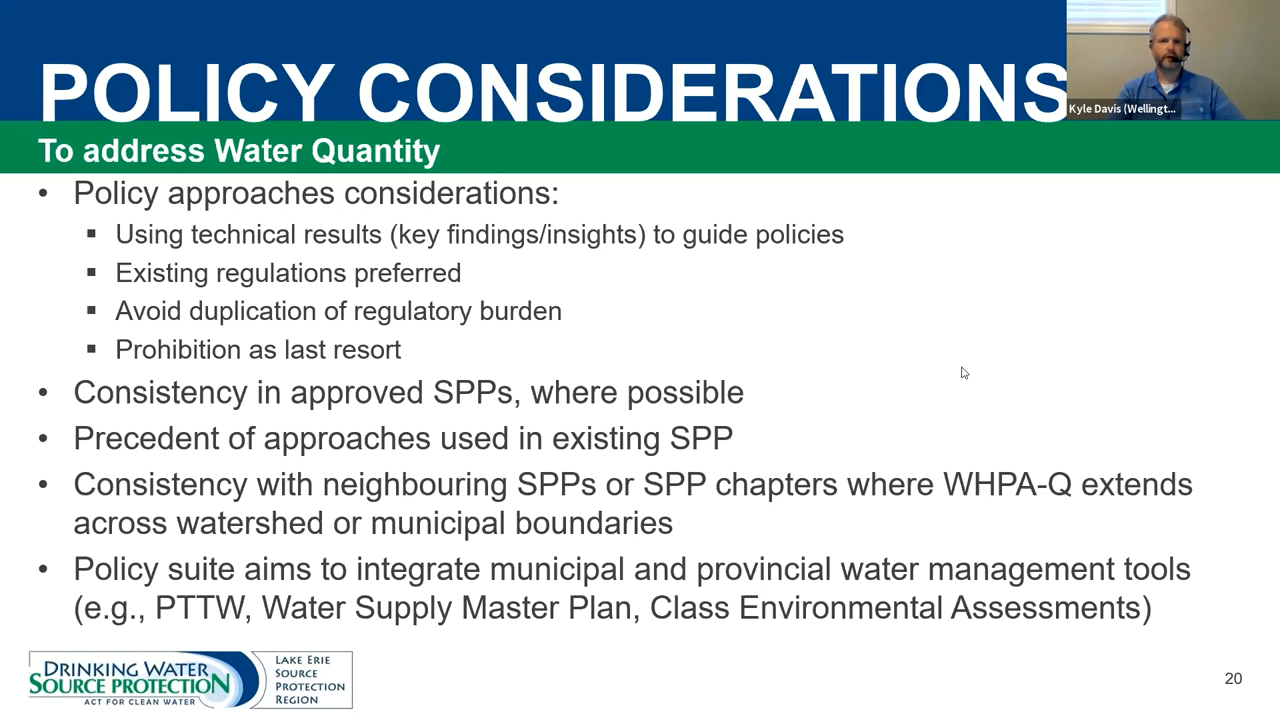 POLICY CONSIDERATIONS
Kyle Davis (Wellingt...
To address Water Quantity
• Policy approaches considerations:
▪ Using technical results (key findings/insights) to guide policies
▪ Existing regulations preferred
▪ Avoid duplication of regulatory burden
▪ Prohibition as last resort
• Consistency in approved SPPs, where possible
• Precedent of approaches used in existing SPP
• Consistency with neighbouring SPPs or SPP chapters where WHPA-Q extends
across watershed or municipal boundaries
• Policy suite aims to integrate municipal and provincial water management tools
(e.g., PTTW, Water Supply Master Plan, Class Environmental Assessments)
DRINKING WATER
SOURCE PROTECTION
ACT FOR CLEAN WATER
LAKE ERIE
SOURCE
PROTECTION
REGION
20